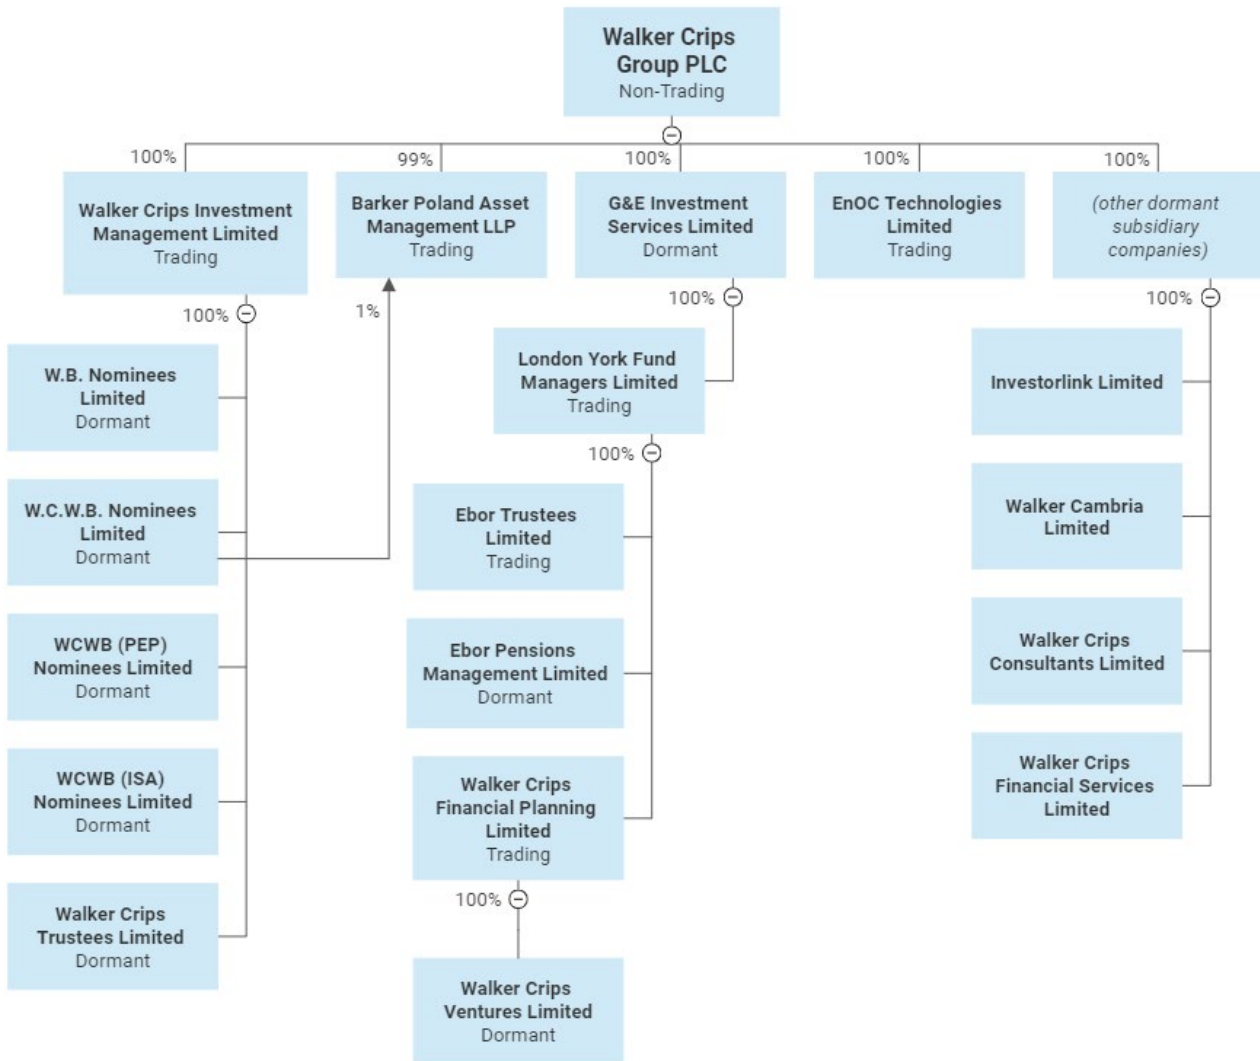 Walker Crips
Group PLC
Non-Trading
100%
99%
100%
100%
100%
Walker Crips Investment
Management Limited
Trading
Barker Poland Asset
Management LLP
Trading
G&E Investment
Services Limited
Dormant
EnOC Technologies
Limited
Trading
(other dormant
subsidiary
companies)
100%
1%
100%
100%
W.B. Nominees
Limited
Dormant
W.C.W.B. Nominees
Limited
Dormant
WCWB (PEP)
Nominees Limited
Dormant
WCWB (ISA)
Nominees Limited
Dormant
Walker Crips
Trustees Limited
Dormant
London York Fund
Managers Limited
Trading
100%
Ebor Trustees
Limited
Trading
Ebor Pensions
Management Limited
Dormant
Walker Crips
Financial Planning
Limited
Trading
100%
Walker Crips
Ventures Limited
Dormant
Investorlink Limited
Walker Cambria
Limited
Walker Crips
Consultants Limited
Walker Crips
Financial Services
Limited